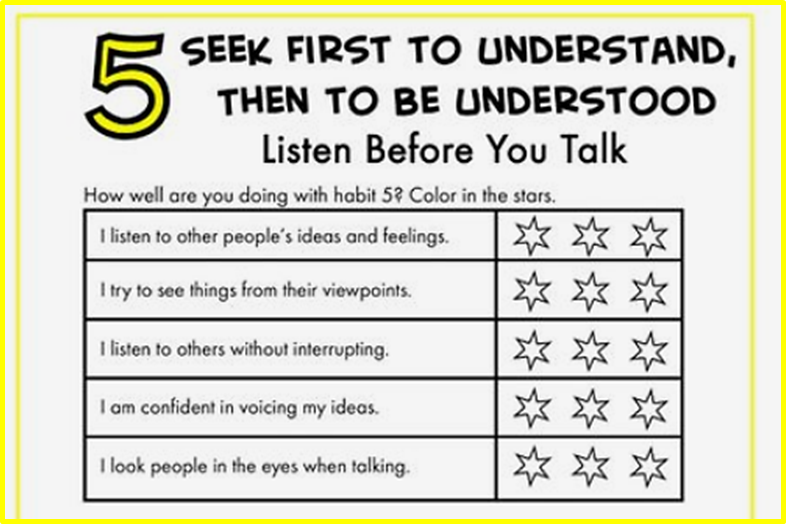 5 SEEK FIRST TO UNDERSTAND,
THEN TO BE UNDERSTOOD
Listen Before You Talk
How well are you doing with habit 5? Color in the stars.
I listen to other people's ideas and feelings.
I try to see things from their viewpoints.
I listen to others without interrupting.
I am confident in voicing my ideas.
I look people in the eyes when talking.